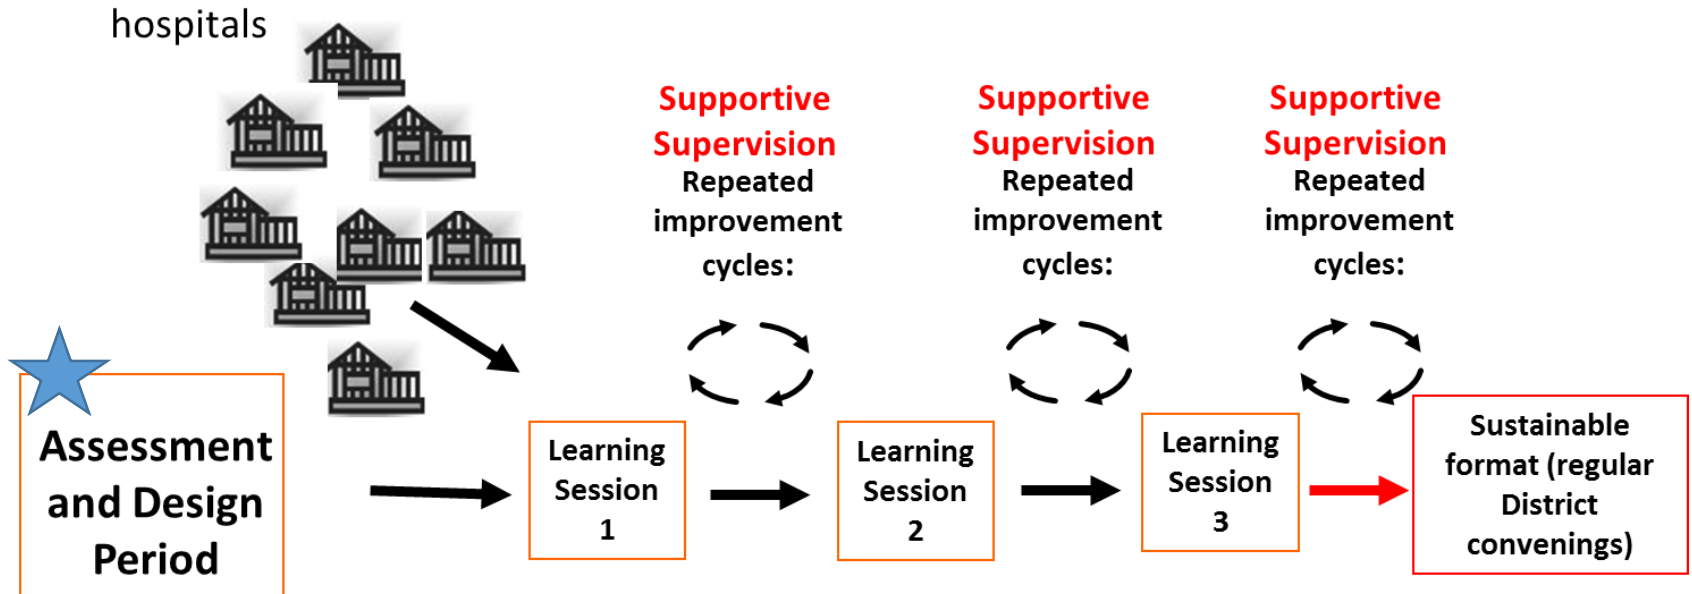 hospitals
Supportive
Supervision
Repeated
improvement
cycles:
Supportive
Supervision
Repeated
improvement
cycles:
Supportive
Supervision
Repeated
improvement
cycles:
Assessment
and Design
Period
Learning
Session
1
Learning
Session
2
Learning
Session
3
Sustainable
format (regular
District
convenings)